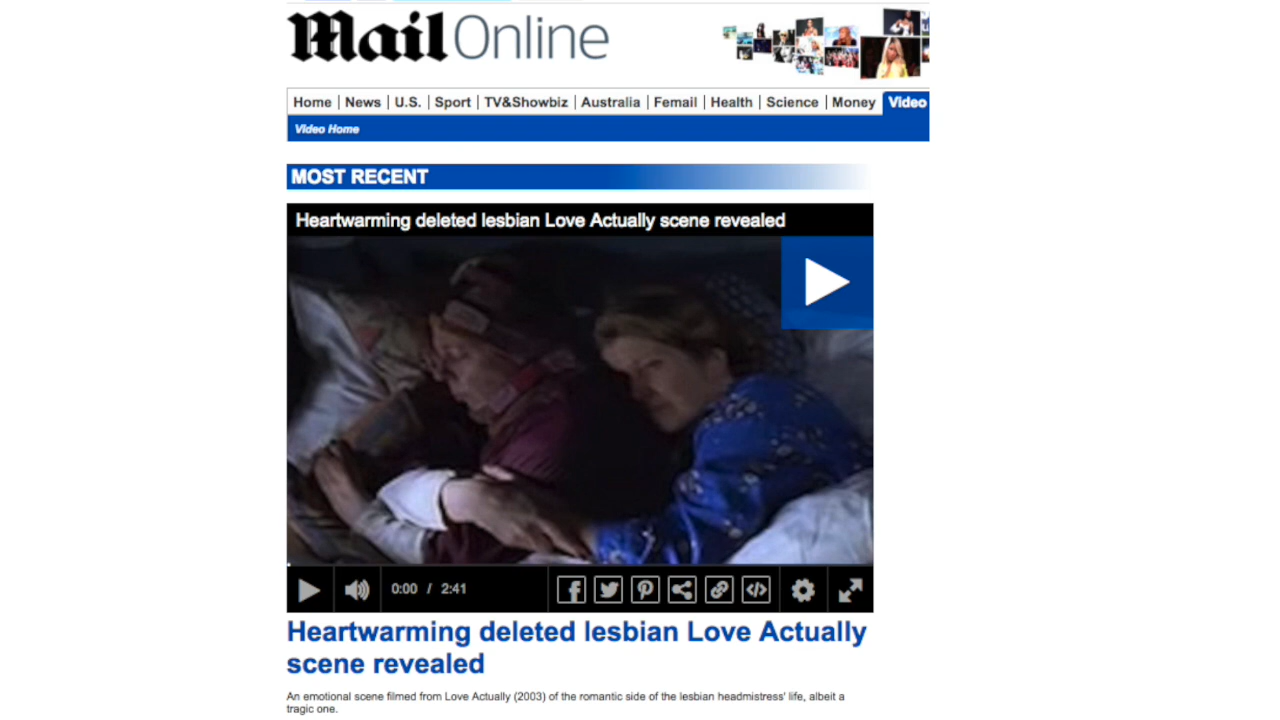 Mail Online
Home News U.S. Sport TV&Showbiz Australia Femail Health Science Money Video
Video Home
MOST RECENT
Heartwarming deleted lesbian Love Actually scene revealed
0:00 / 2:41
Heartwarming deleted lesbian Love Actually
scene revealed
An emotional scene filmed from Love Actually (2003) of the romantic side of the lesbian headmistress' life, albeit a
tragic one.